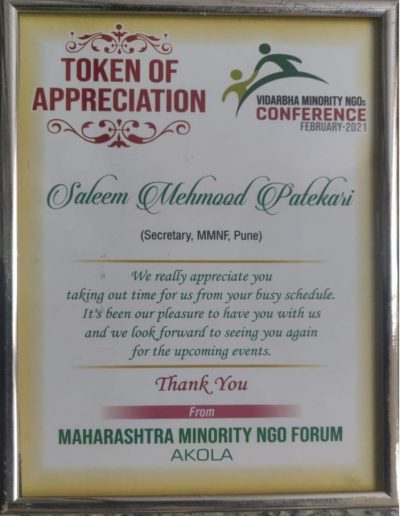 TOKEN OF
APPRECIATION
VIDARBHA MINORITY NGOs
CONFERENCE
FEBRUARY-2021
Saleem Mehmood Patekari
(Secretary, MMNF, Pune)
We really appreciate you
taking out time for us from your busy schedule.
It's been our pleasure to have you with us
and we look forward to seeing you again
for the upcoming events.
Thank You
From
MAHARASHTRA MINORITY NGO FORUM
AKOLA